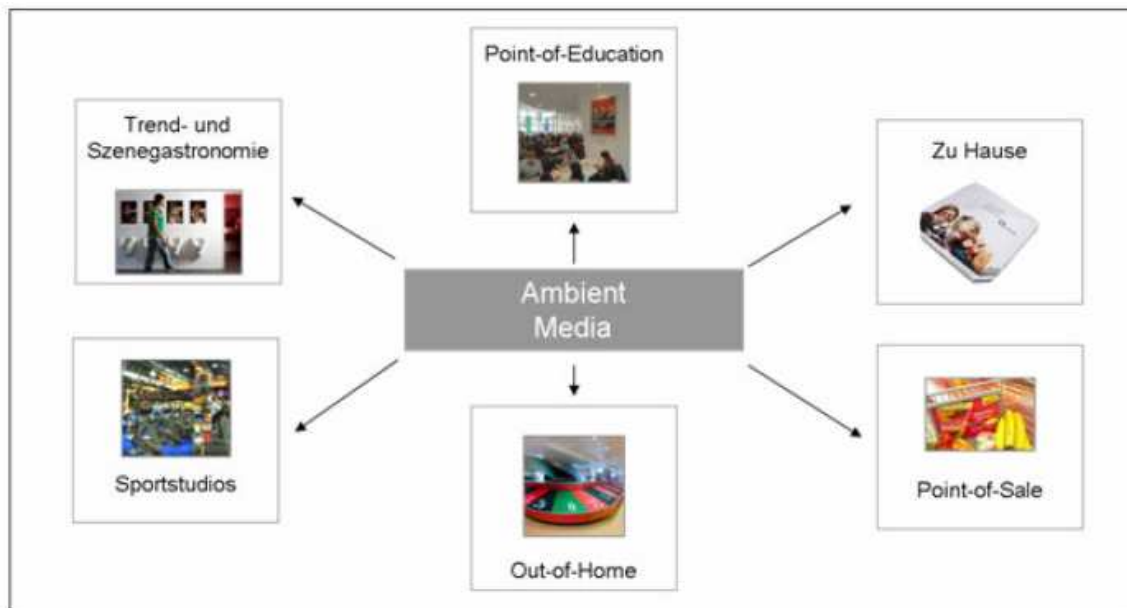 Point-of-Education
Trend- und
Szenegastronomie
Zu Hause
Ambient
Media
Sportstudios
Point-of-Sale
Out-of-Home